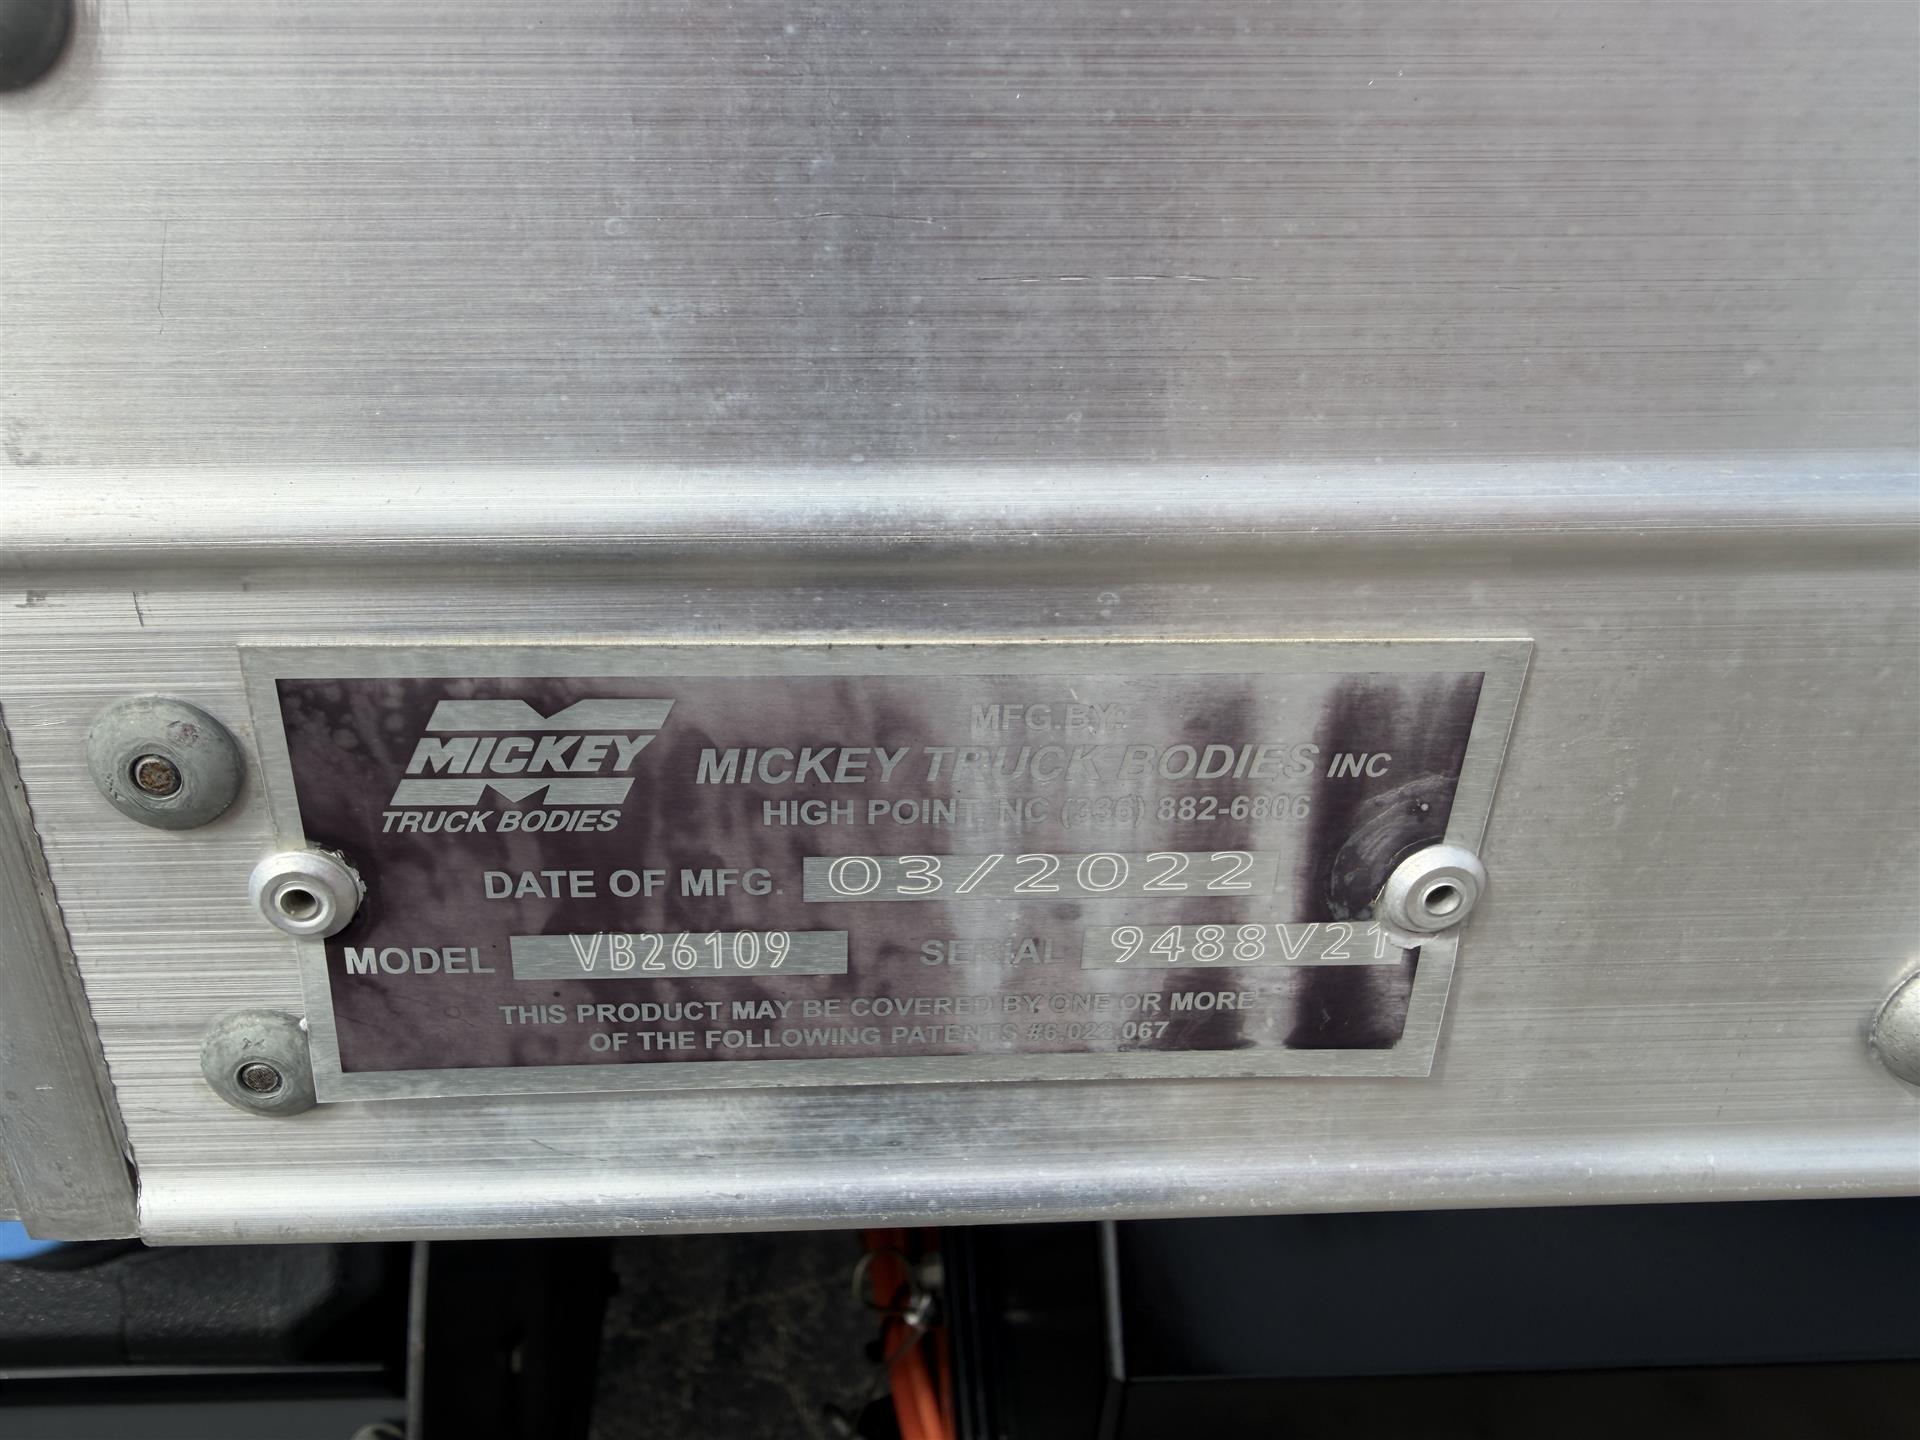 MICKEY
TRUCK BODIES
MFG.BY:
MICKEY TRUCK BODIES INC
HIGH POINT, NC (336) 882-6806
DATE OF MFG. 03/2022
MODEL VB26109 SERIAL 9488V21
THIS PRODUCT MAY BE COVERED BY ONE OR MORE
OF THE FOLLOWING PATENTS #6,022,067